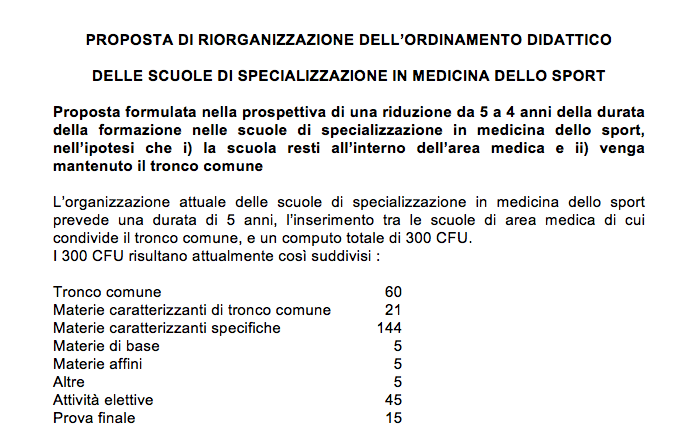 PROPOSTA DI RIORGANIZZAZIONE DELL’ORDINAMENTO DIDATTICO
DELLE SCUOLE DI SPECIALIZZAZIONE IN MEDICINA DELLO SPORT
Proposta formulata nella prospettiva di una riduzione da 5 a 4 anni della durata
della formazione nelle scuole di specializzazione in medicina dello sport,
nell’ipotesi che i) la scuola resti all’interno dell’area medica e ii) venga
mantenuto il tronco comune
L’organizzazione attuale delle scuole di specializzazione in medicina dello sport
prevede una durata di 5 anni, l’inserimento tra le scuole di area medica di cui
condivide il tronco comune, e un computo totale di 300 CFU.
I 300 CFU risultano attualmente così suddivisi :
Tronco comune 60
Materie caratterizzanti di tronco comune 21
Materie caratterizzanti specifiche 144
Materie di base 5
Materie affini 5
Altre 5
Attività elettive 45
Prova finale 15